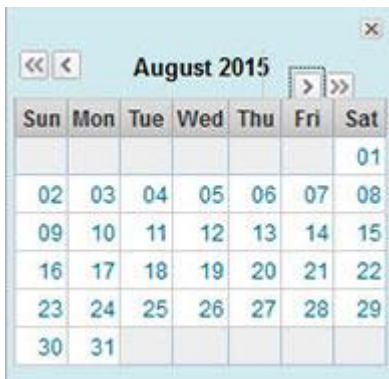 ×
« ‹ August 2015 › »
Sun Mon Tue Wed Thu Fri Sat
01
02 03 04 05 06 07 08
09 10 11 12 13 14 15
16 17 18 19 20 21 22
23 24 25 26 27 28 29
30 31